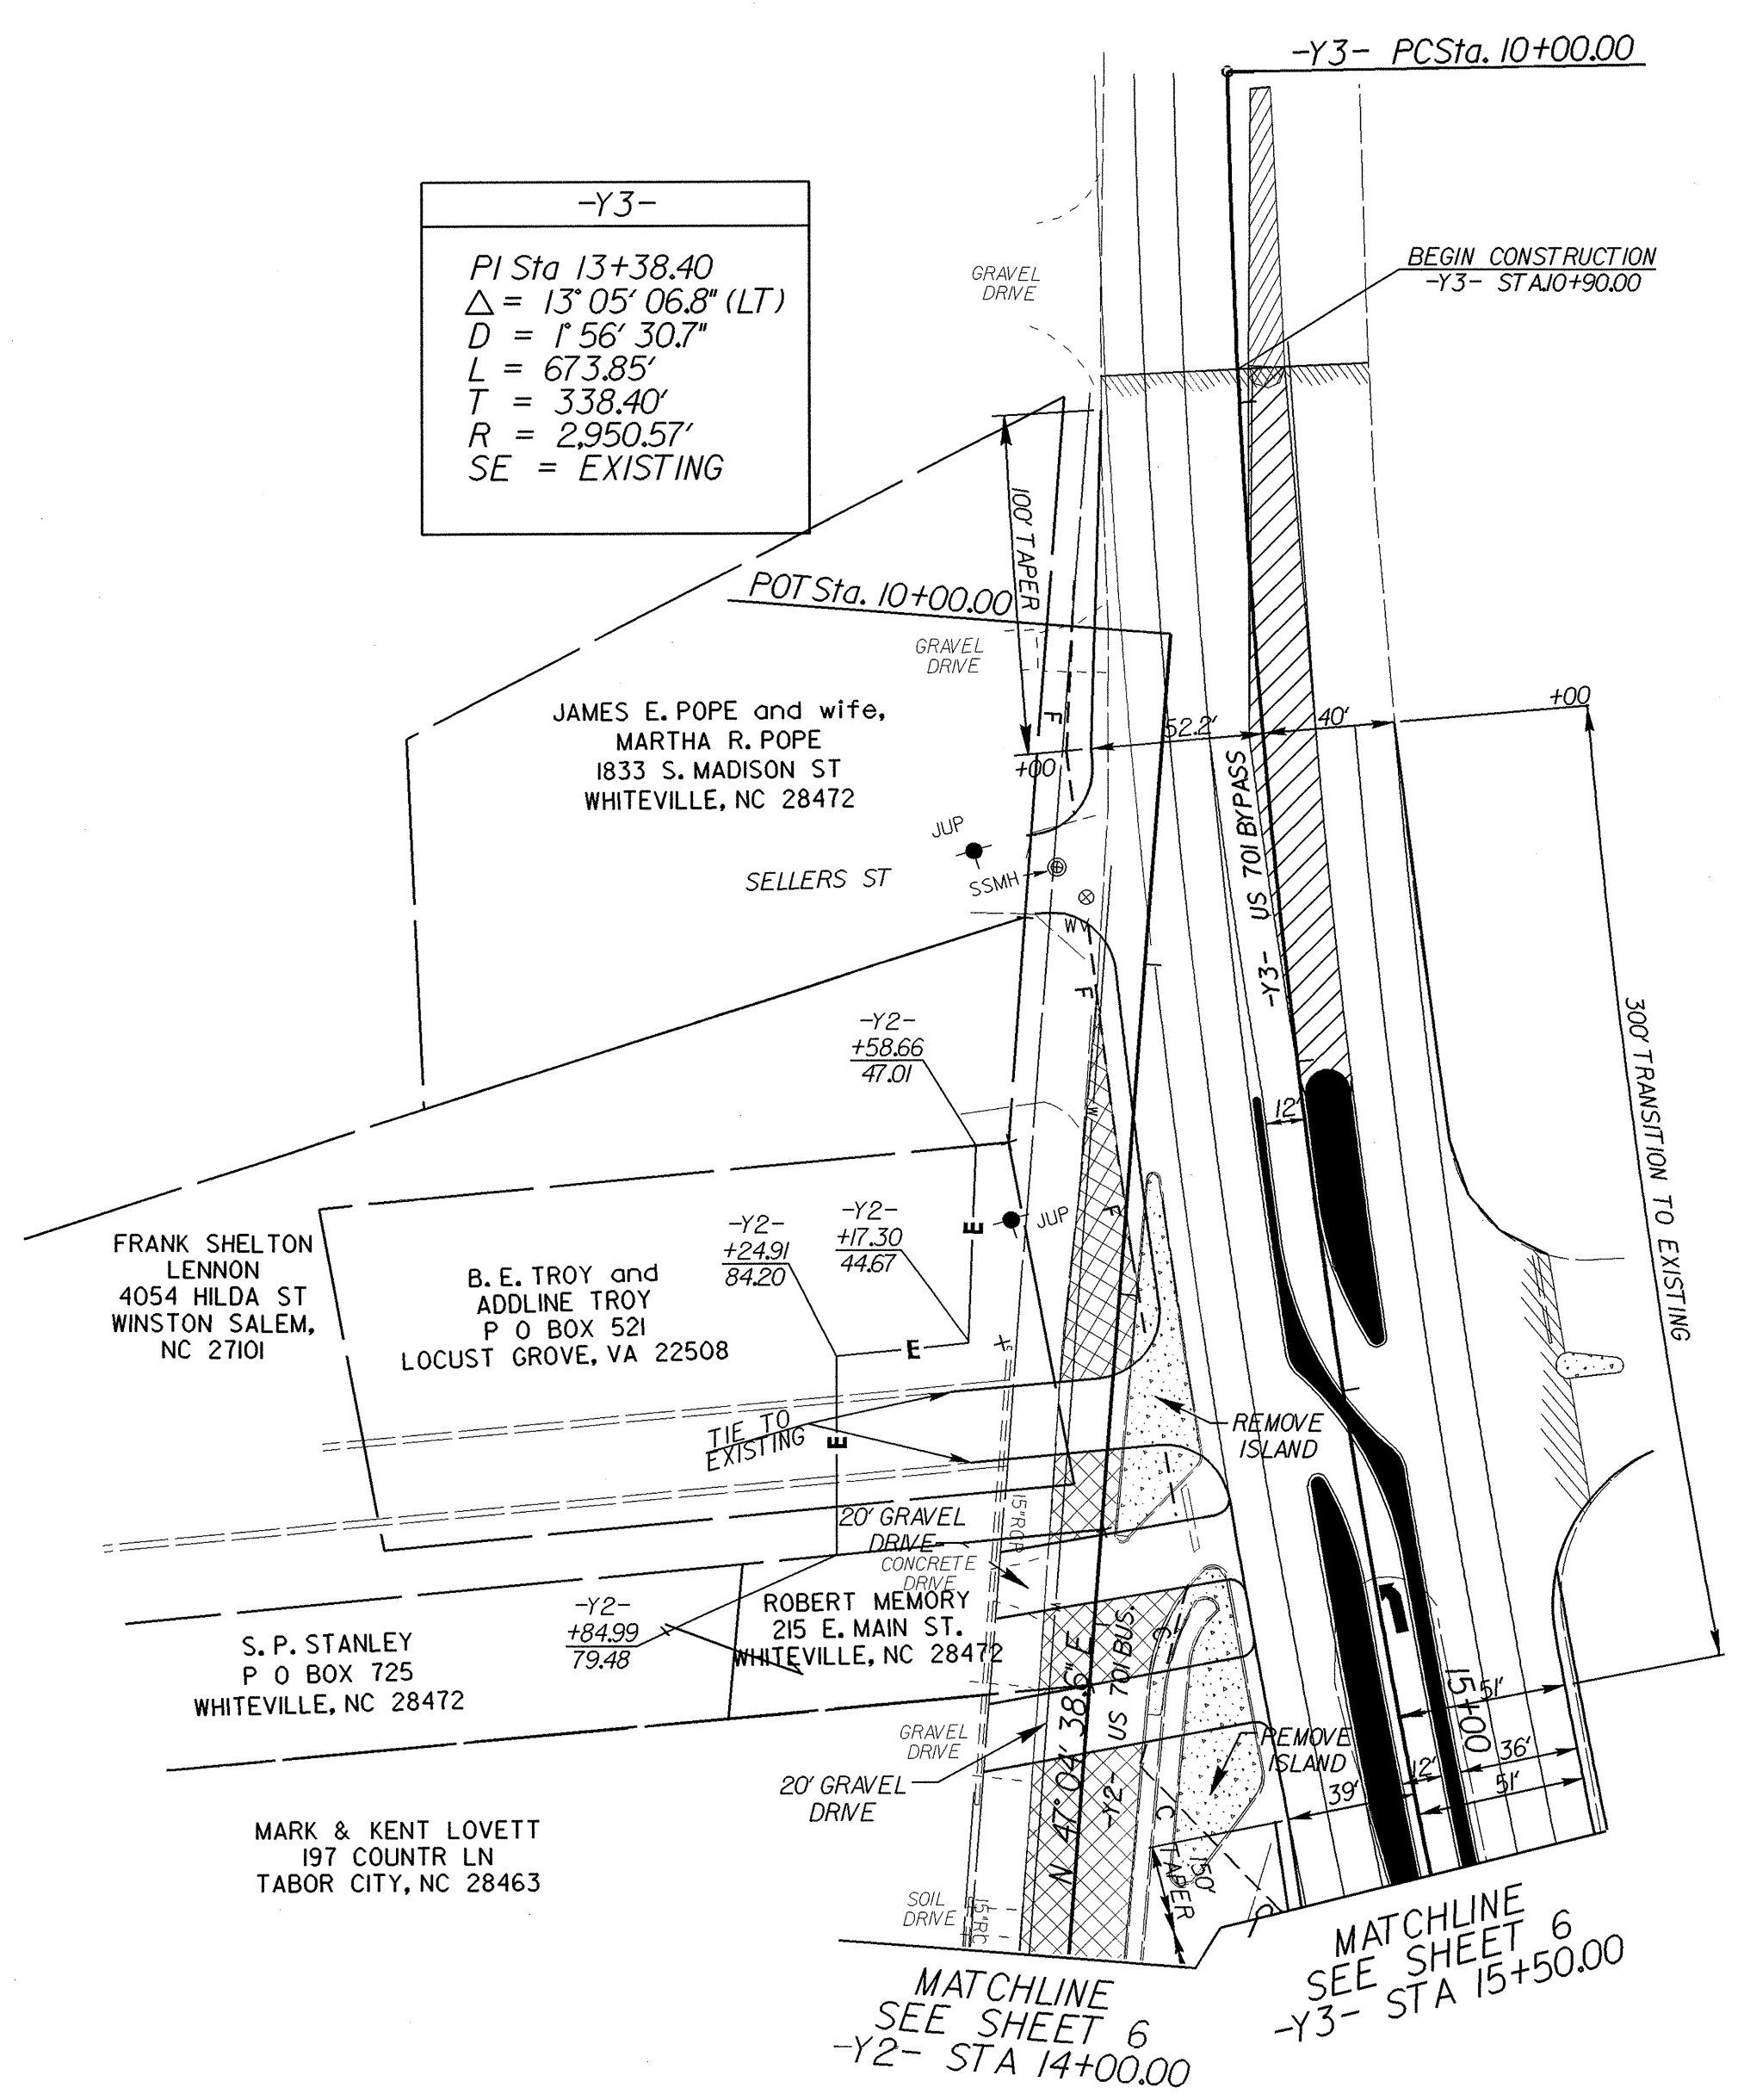 -Y3- PCSta. 10+00.00
-Y3-
PI Sta 13+38.40
Δ = 13° 05' 06.8" (LT)
D = 1° 56' 30.7"
L = 673.85'
T = 338.40'
R = 2,950.57'
SE = EXISTING
GRAVEL
DRIVE
BEGIN CONSTRUCTION
-Y3- STA.10+90.00
100' TAPER
POT Sta. 10+00.00
GRAVEL
DRIVE
JAMES E. POPE and wife,
MARTHA R. POPE
1833 S. MADISON ST
WHITEVILLE, NC 28472
F
+00
52.2'
40'
+00
JUP
SELLERS ST
SSMH
WV
F
-Y3- US 701 BYPASS
300' TRANSITION TO EXISTING
-Y2-
+58.66
47.01
W
12'
FRANK SHELTON
LENNON
4054 HILDA ST
WINSTON SALEM,
NC 27101
B. E. TROY and
ADDLINE TROY
P O BOX 521
LOCUST GROVE, VA 22508
-Y2-
+24.91
84.20
-Y2-
+17.30
44.67
E
JUP
F
E
E
TIE TO
EXISTING
REMOVE
ISLAND
15" RCP
20' GRAVEL
DRIVE
CONCRETE
DRIVE
-Y2-
+84.99
79.48
ROBERT MEMORY
215 E. MAIN ST.
WHITEVILLE, NC 28472
S. P. STANLEY
P O BOX 725
WHITEVILLE, NC 28472
W
C
N 47° 04' 38.6" E
-Y2- US 701 BUS.
GRAVEL
DRIVE
20' GRAVEL
DRIVE
REMOVE
ISLAND
15+00
51'
36'
12'
51'
39'
C
150'
TAPER
MARK & KENT LOVETT
197 COUNTR LN
TABOR CITY, NC 28463
SOIL
DRIVE
15" RC
MATCHLINE
SEE SHEET 6
-Y2- STA 14+00.00
MATCHLINE
SEE SHEET 6
-Y3- STA 15+50.00